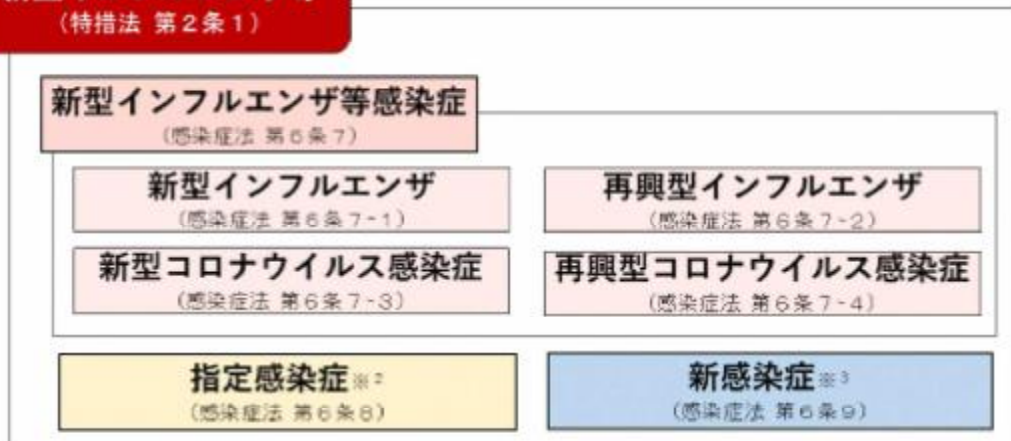 （特措法 第２条１）
新型インフルエンザ等感染症
（感染症法 第６条７）
新型インフルエンザ
（感染症法 第６条７-１）
再興型インフルエンザ
（感染症法 第６条７-２）
新型コロナウイルス感染症
（感染症法 第６条７-３）
再興型コロナウイルス感染症
（感染症法 第６条７-４）
指定感染症※２
（感染症法 第６条８）
新感染症※３
（感染症法 第６条９）